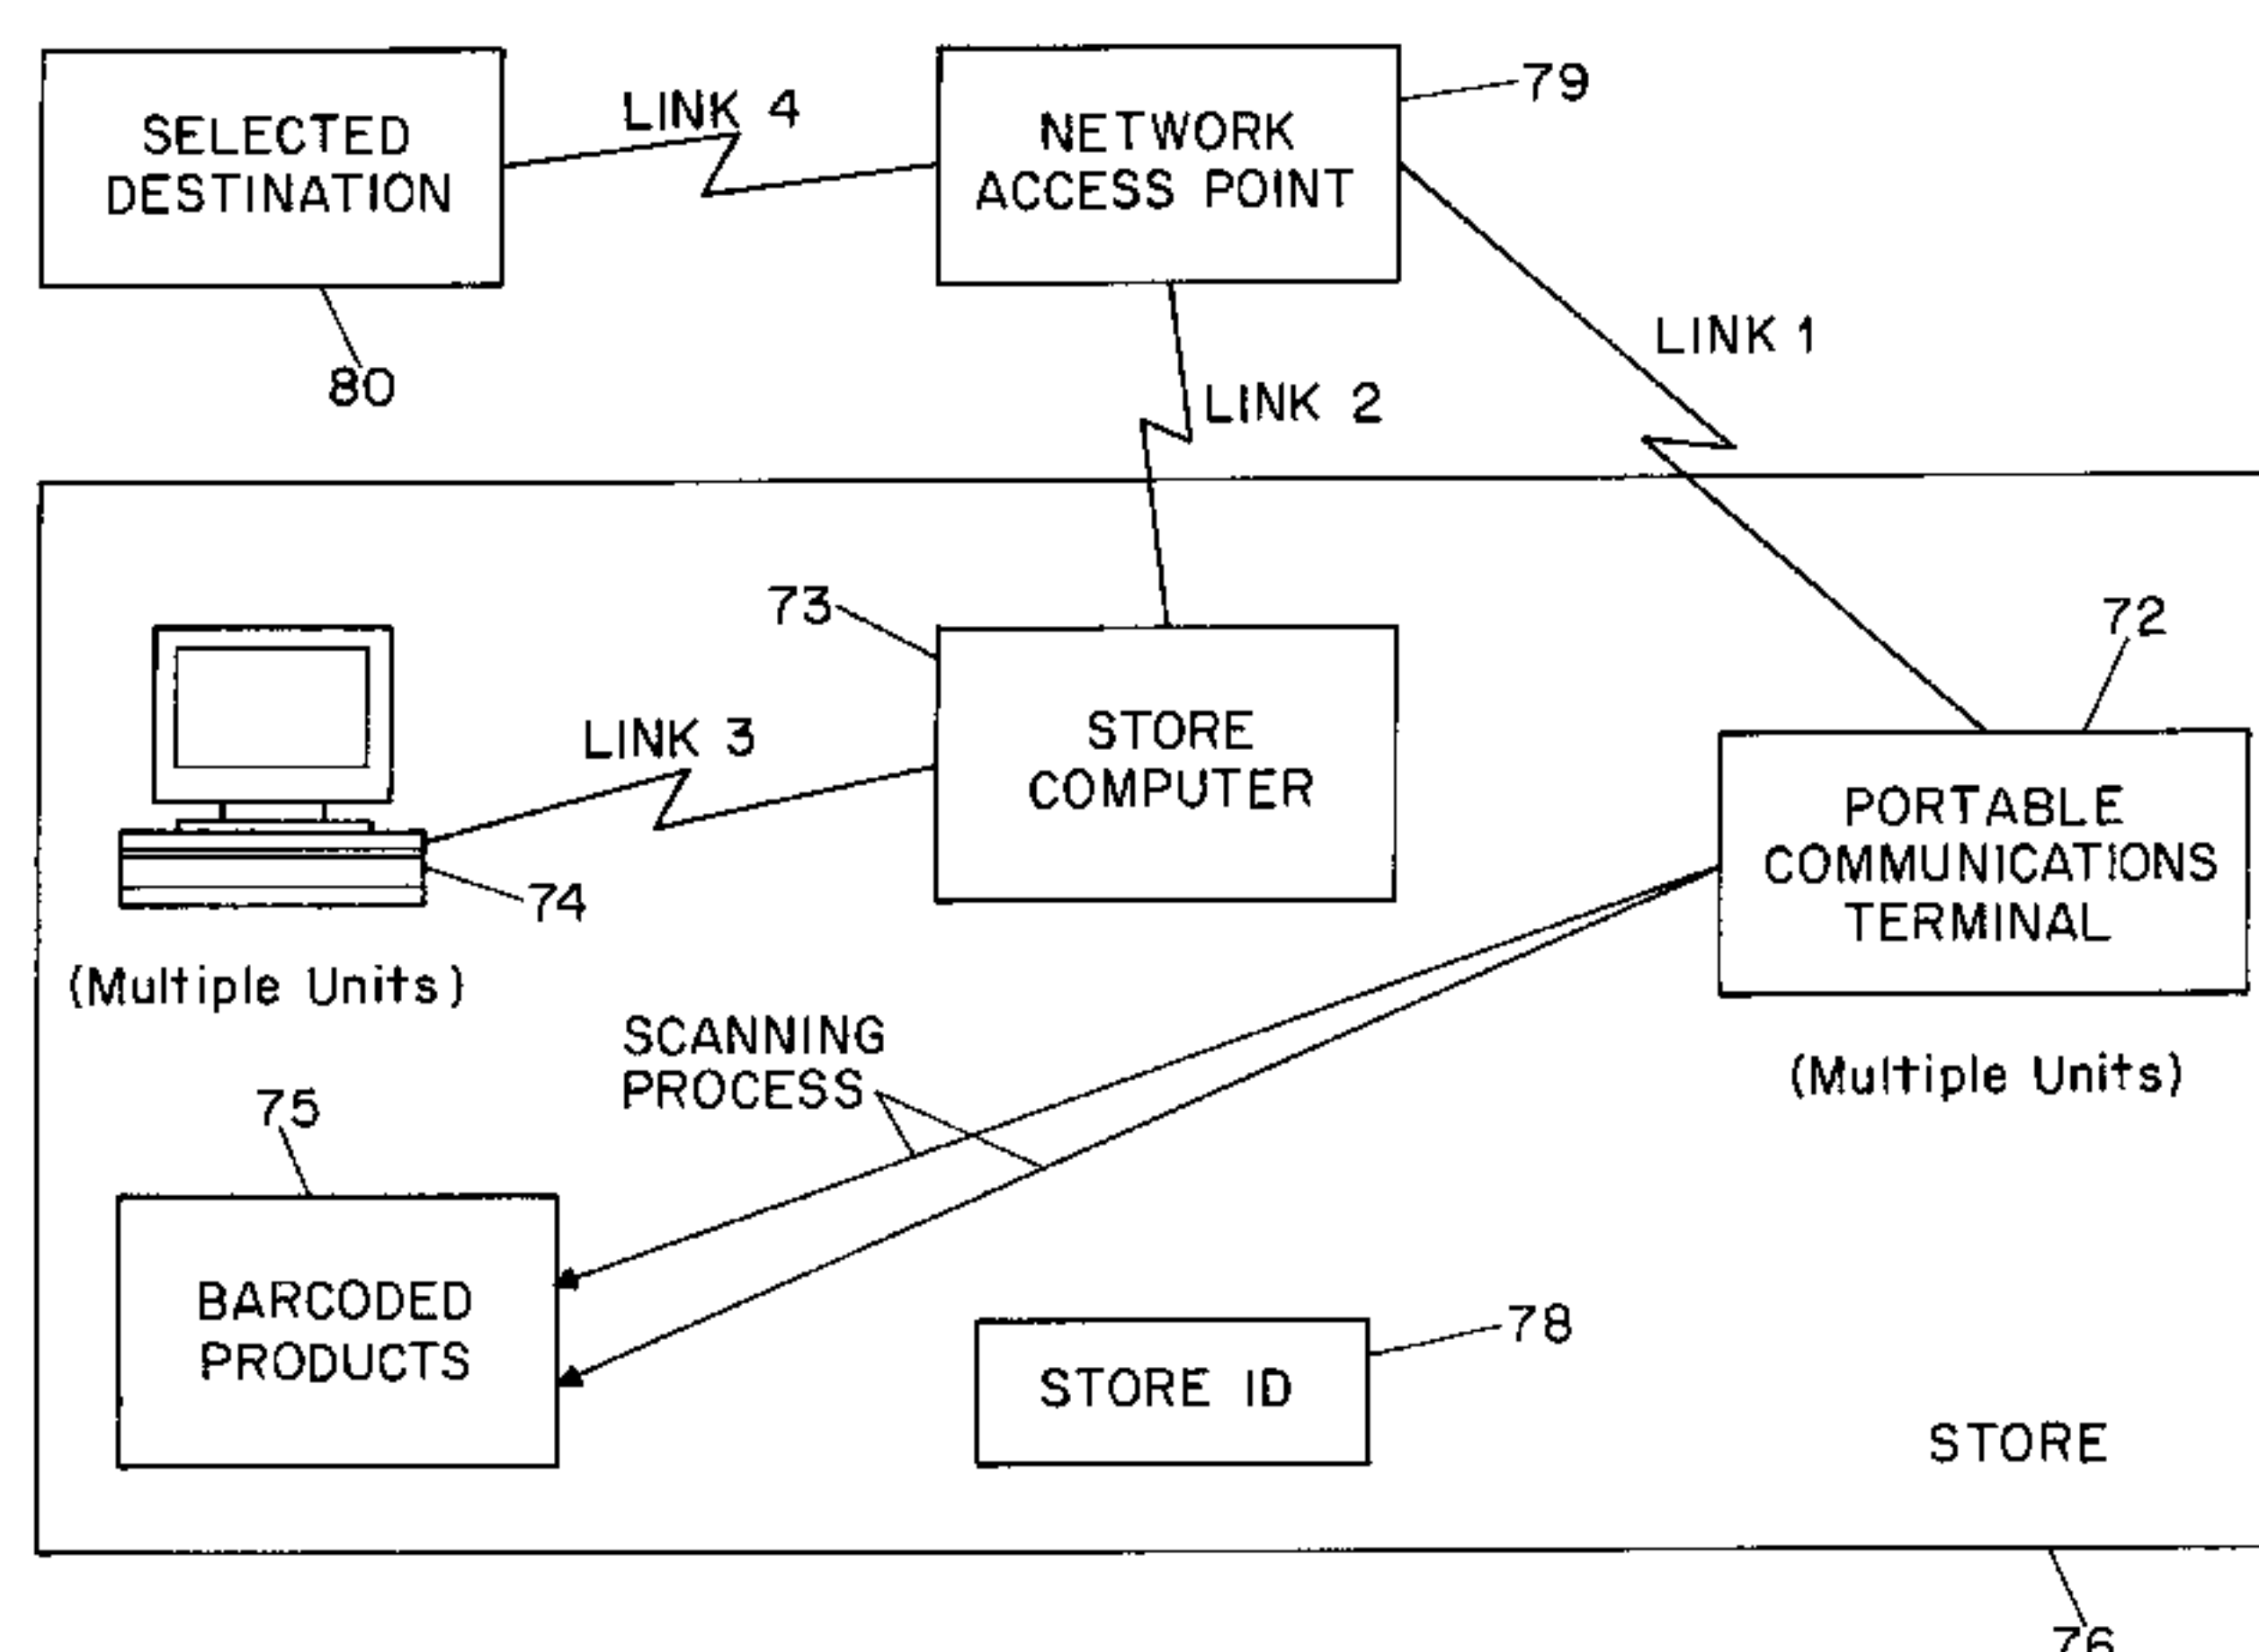 SELECTED
DESTINATION
80
LINK 4
NETWORK
ACCESS POINT
79
LINK 1
LINK 2
73
STORE
COMPUTER
72
PORTABLE
COMMUNICATIONS
TERMINAL
(Multiple Units)
LINK 3
74
(Multiple Units)
SCANNING
PROCESS
75
BARCODED
PRODUCTS
STORE ID
78
STORE
76